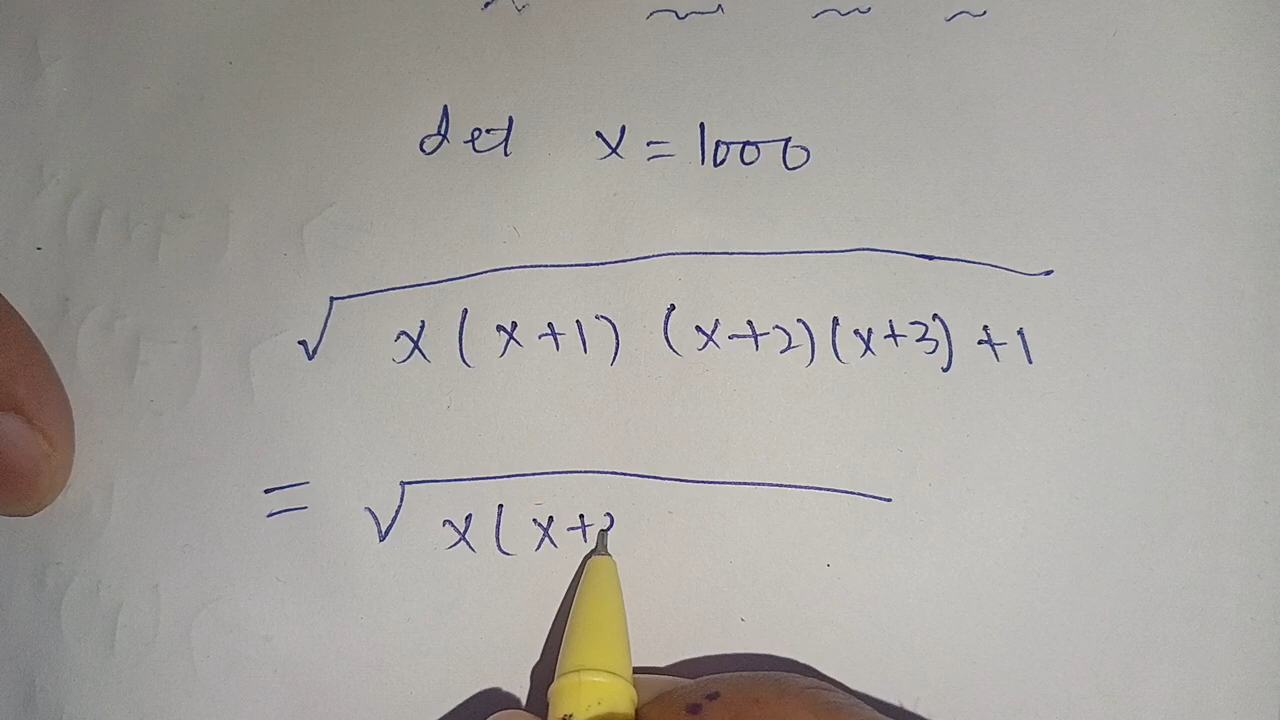 det x = 1000
√x(x+1) (x+2)(x+3) + 1
= √x(x+